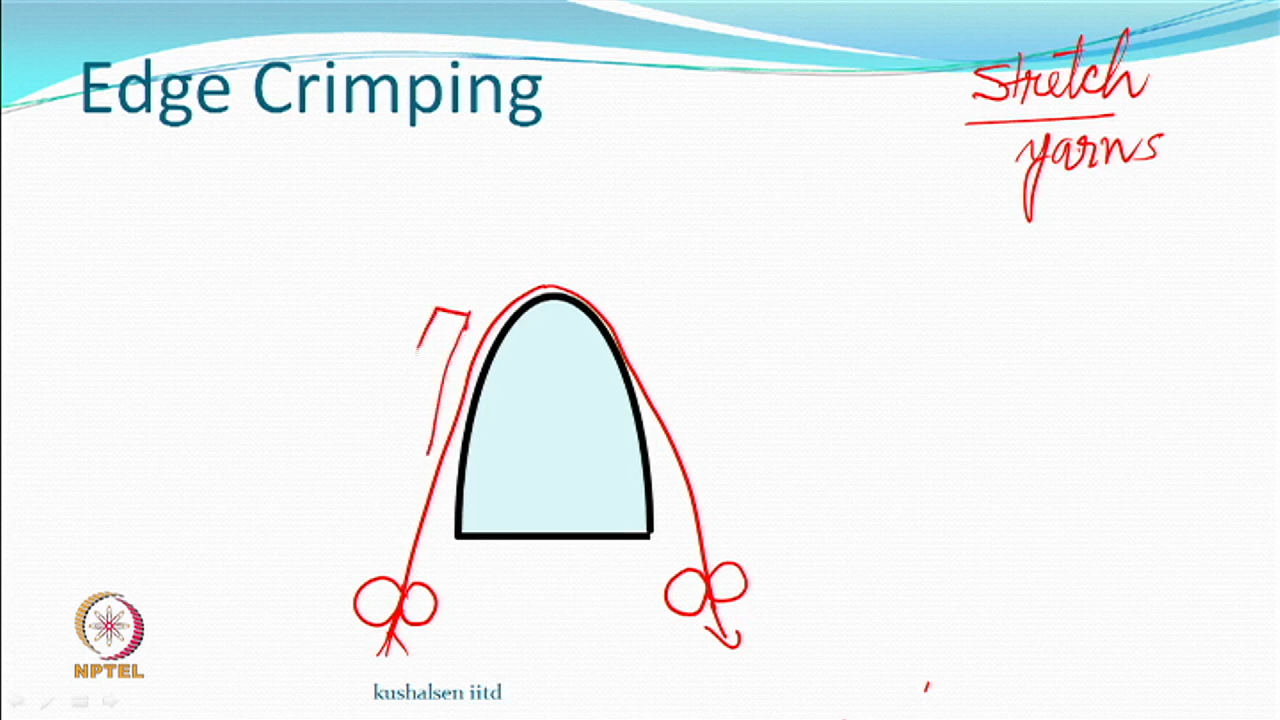 Edge Crimping
Stretch
yarns
NPTEL
kushalsen iitd